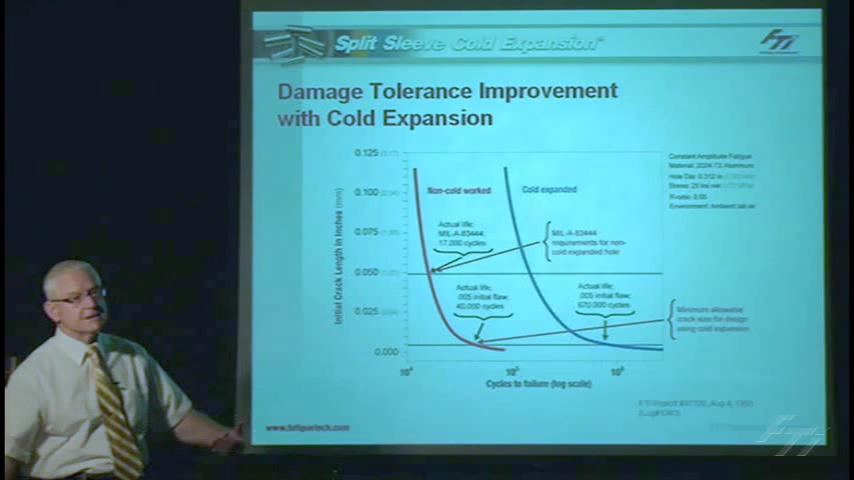 Split Sleeve Cold Expansion™
FTI
Damage Tolerance Improvement
with Cold Expansion
0.125
0.100
0.075
0.050
0.025
0.000
Initial Crack Length in Inches (mm)
Non-cold worked
Cold expanded
Actual life;
MIL-A-83444;
17,000 cycles
MIL-A-83444
requirements for non-
cold expanded hole
Actual life;
.005 initial flaw;
40,000 cycles
Actual life;
.005 initial flaw;
670,000 cycles
Minimum allowable
crack size for design
using cold expansion
Constant Amplitude Fatigue
Material: 2024-T3 Aluminum
Hole Dia: 0.312 in
Stress: 25 ksi net
R-ratio: 0.05
Environment: Ambient lab air
10⁴
10⁵
10⁶
Cycles to failure (log scale)
www.fatiguetech.com
FTI